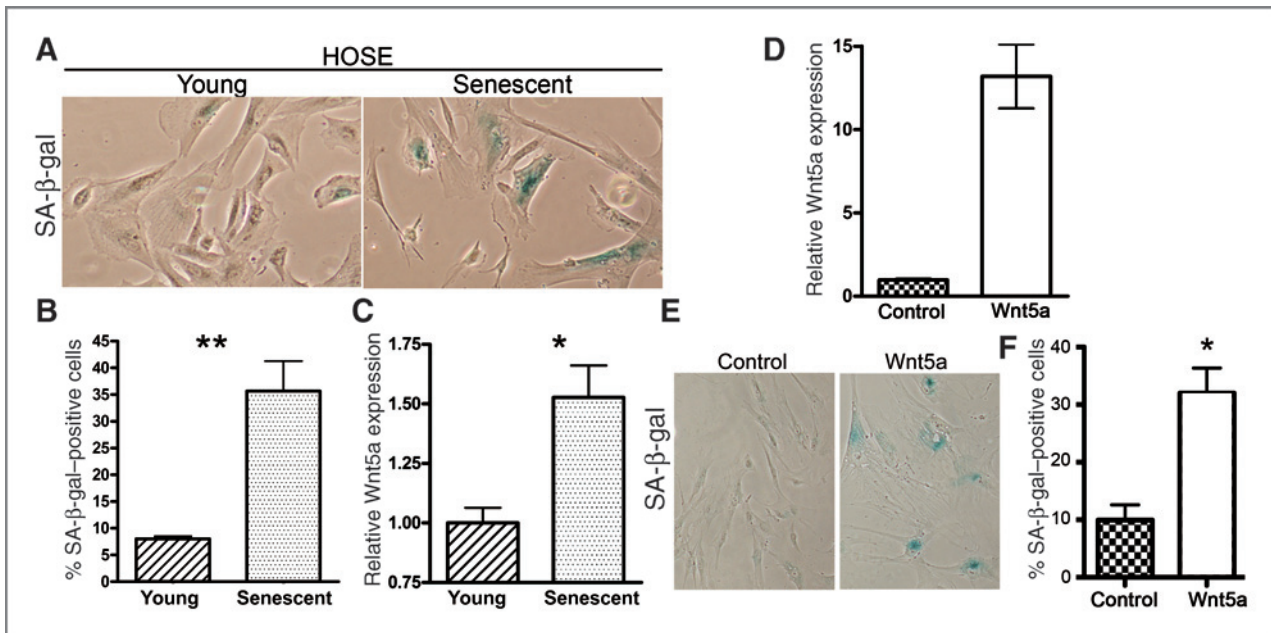 A
HOSE
Young
Senescent
SA-β-gal
B
% SA-β-gal–positive cells
45
40
35
30
25
20
15
10
5
0
**
Young
Senescent
C
Relative Wnt5a expression
1.75
1.50
1.25
1.00
0.75
*
Young
Senescent
D
Relative Wnt5a expression
15
10
5
0
Control
Wnt5a
E
Control
Wnt5a
SA-β-gal
F
% SA-β-gal–positive cells
40
30
20
10
0
*
Control
Wnt5a